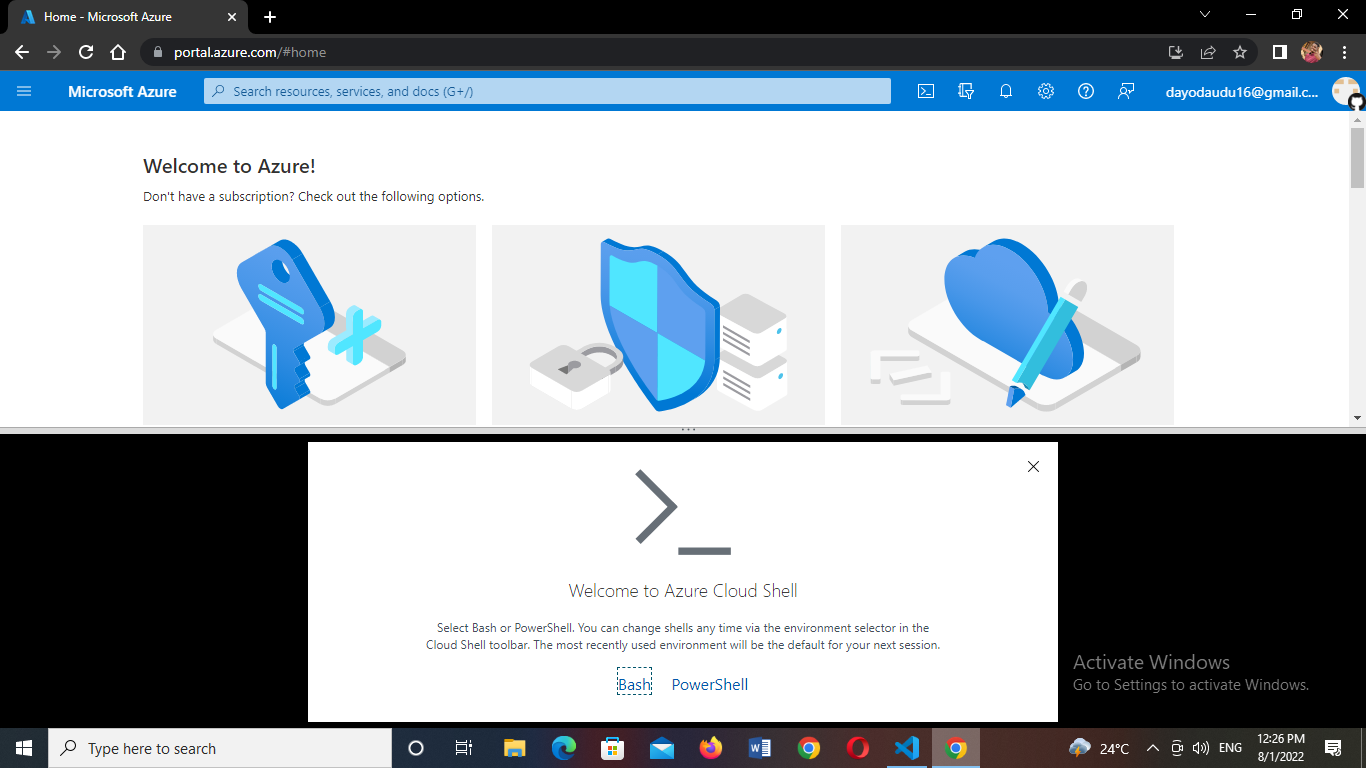 Home - Microsoft Azure
portal.azure.com/#home
Microsoft Azure
Search resources, services, and docs (G+/)
dayodaudu16@gmail.c...
Welcome to Azure!
Don't have a subscription? Check out the following options.
Welcome to Azure Cloud Shell
Select Bash or PowerShell. You can change shells any time via the environment selector in the
Cloud Shell toolbar. The most recently used environment will be the default for your next session.
Bash PowerShell
Activate Windows
Go to Settings to activate Windows.
Type here to search
24°C
ENG
12:26 PM
8/1/2022